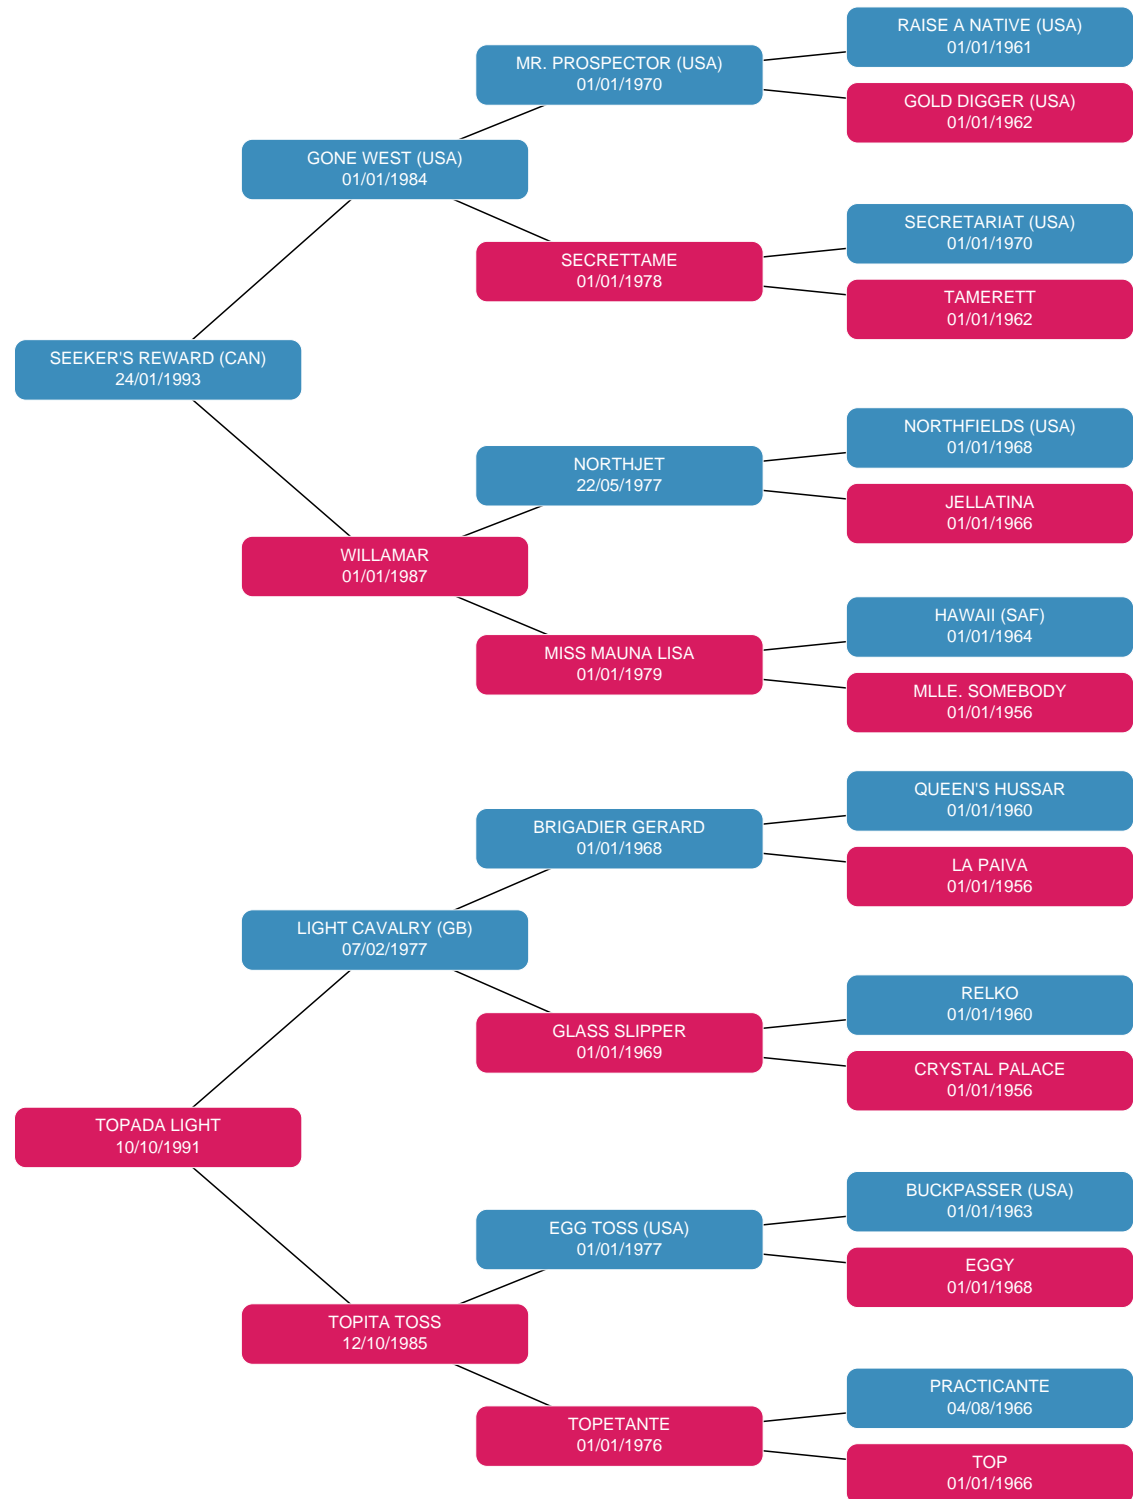 RAISE A NATIVE (USA)
01/01/1961
MR. PROSPECTOR (USA)
01/01/1970
GOLD DIGGER (USA)
01/01/1962
GONE WEST (USA)
01/01/1984
SECRETARIAT (USA)
01/01/1970
SECRETTAME
01/01/1978
TAMERETT
01/01/1962
SEEKER'S REWARD (CAN)
24/01/1993
NORTHFIELDS (USA)
01/01/1968
NORTHJET
22/05/1977
JELLATINA
01/01/1966
WILLAMAR
01/01/1987
HAWAII (SAF)
01/01/1964
MISS MAUNA LISA
01/01/1979
MLLE. SOMEBODY
01/01/1956
QUEEN'S HUSSAR
01/01/1960
BRIGADIER GERARD
01/01/1968
LA PAIVA
01/01/1956
LIGHT CAVALRY (GB)
07/02/1977
RELKO
01/01/1960
GLASS SLIPPER
01/01/1969
CRYSTAL PALACE
01/01/1956
TOPADA LIGHT
10/10/1991
BUCKPASSER (USA)
01/01/1963
EGG TOSS (USA)
01/01/1977
EGGY
01/01/1968
TOPITA TOSS
12/10/1985
PRACTICANTE
04/08/1966
TOPETANTE
01/01/1976
TOP
01/01/1966